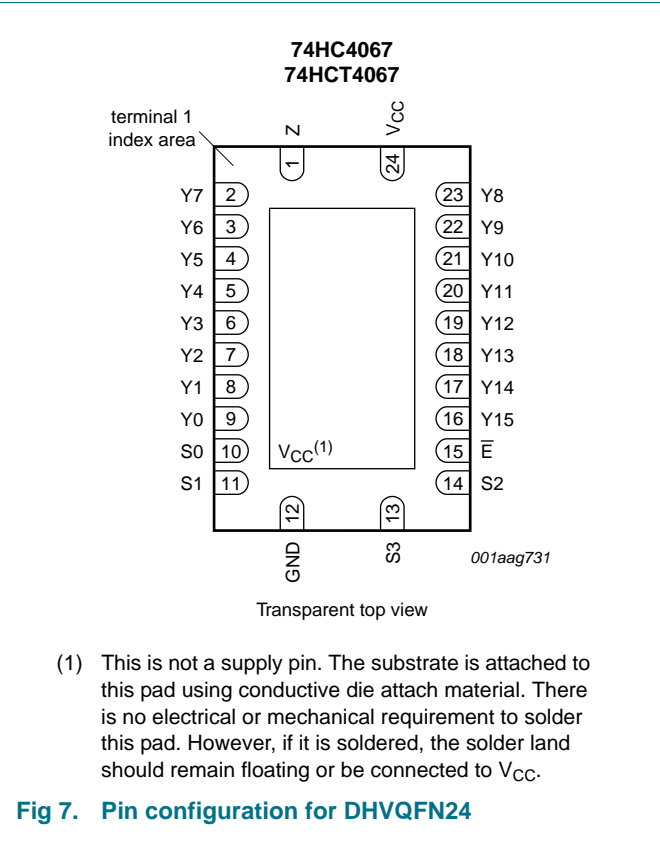 74HC4067
74HCT4067
terminal 1
index area
Z
VCC
1
24
Y7 2
23 Y8
Y6 3
22 Y9
Y5 4
21 Y10
Y4 5
20 Y11
Y3 6
19 Y12
Y2 7
18 Y13
Y1 8
17 Y14
Y0 9
16 Y15
S0 10
VCC(1)
15 E̅
S1 11
14 S2
12
13
GND
S3
001aag731
Transparent top view
(1) This is not a supply pin. The substrate is attached to
this pad using conductive die attach material. There
is no electrical or mechanical requirement to solder
this pad. However, if it is soldered, the solder land
should remain floating or be connected to VCC.
Fig 7. Pin configuration for DHVQFN24